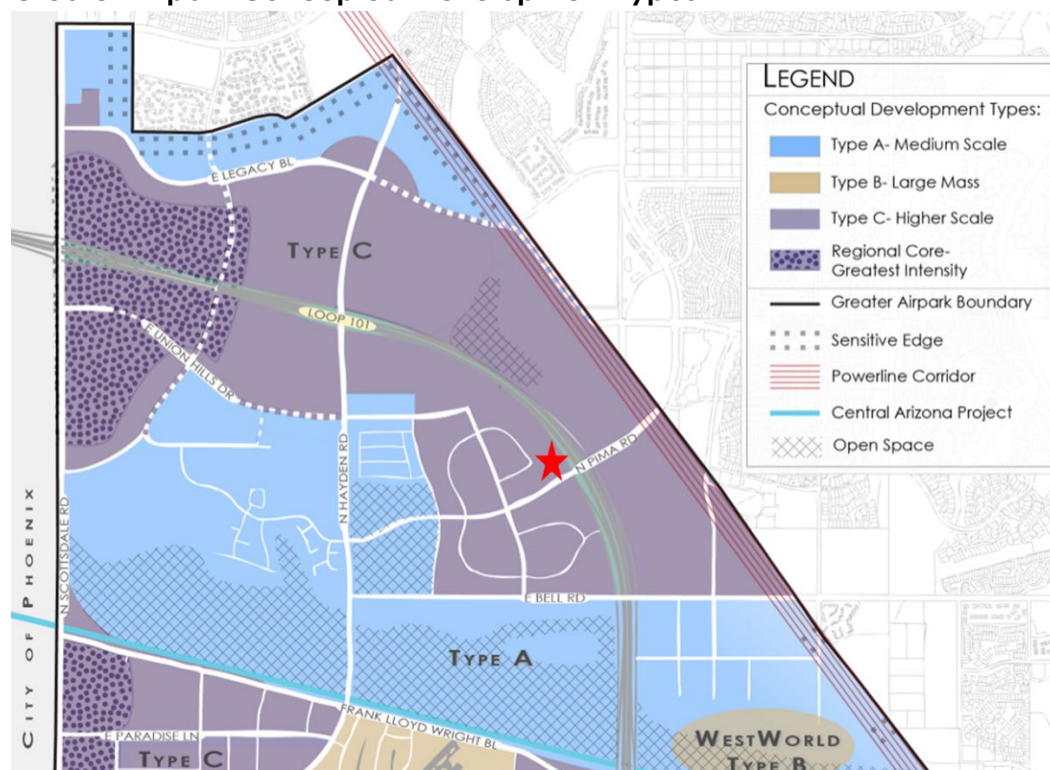 LEGEND
Conceptual Development Types:
Type A- Medium Scale
Type B- Large Mass
Type C- Higher Scale
Regional Core-
Greatest Intensity
Greater Airpark Boundary
Sensitive Edge
Powerline Corridor
Central Arizona Project
Open Space
E LEGACY BL
TYPE C
LOOP 101
E UNION HILLS DR
N HAYDEN RD
N PIMA RD
N SCOTTSDALE RD
CITY OF PHOENIX
E BELL RD
TYPE A
FRANK LLOYD WRIGHT BL
E PARADISE LN
TYPE C
WESTWORLD
TYPE B